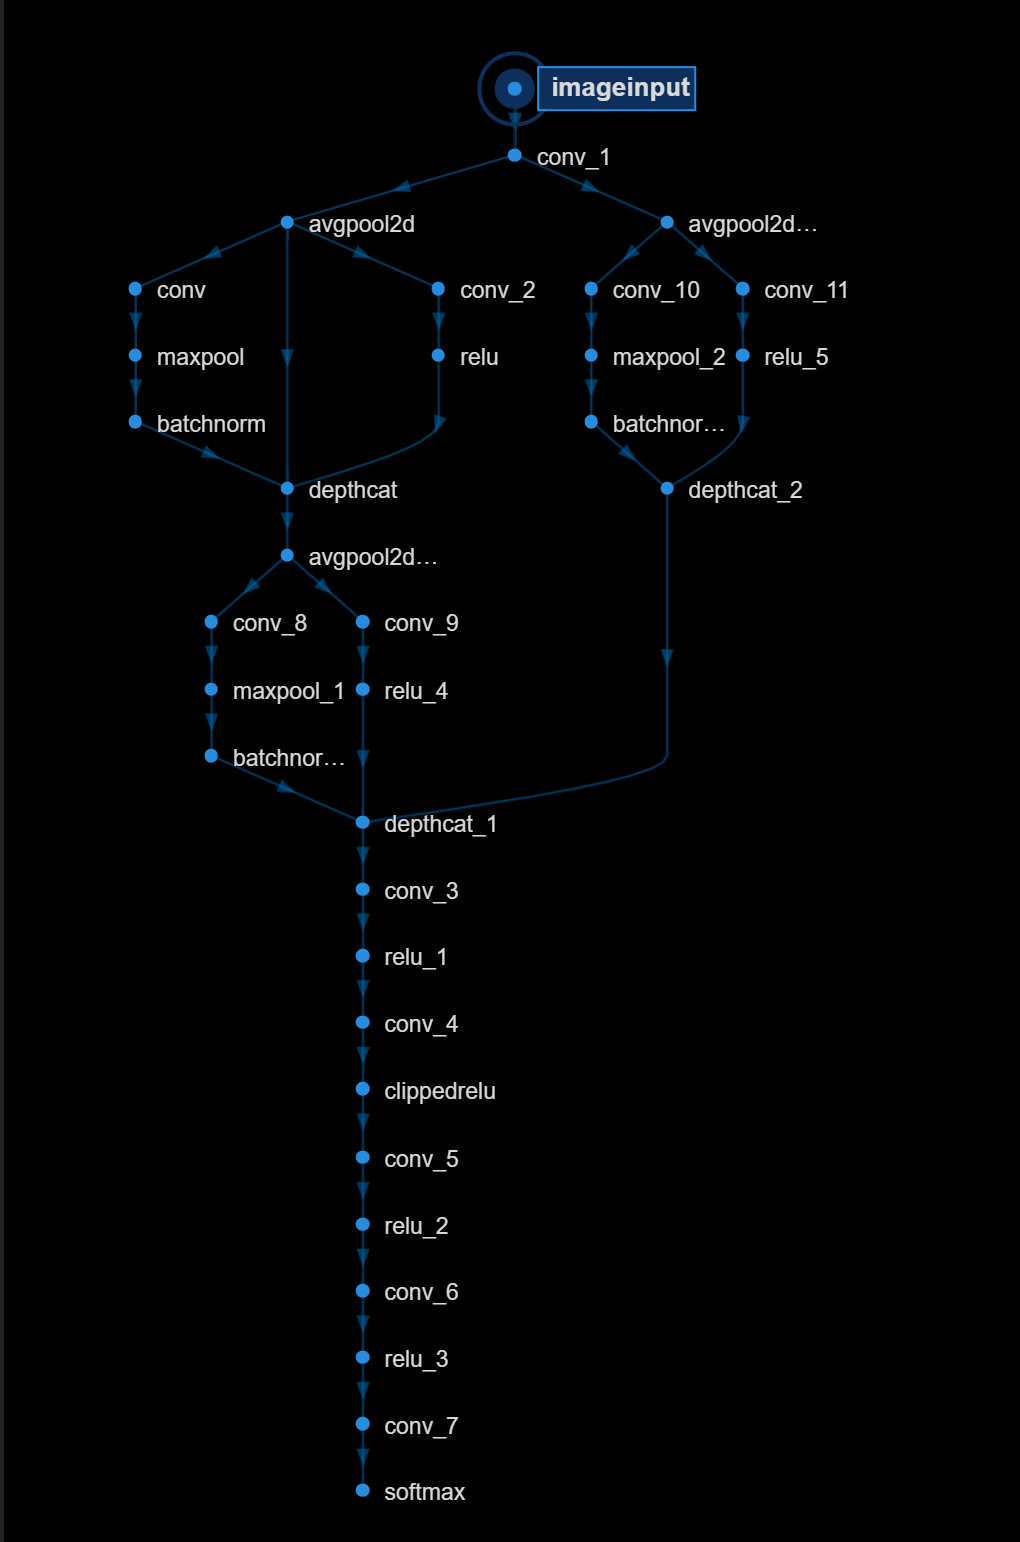 imageinput
conv_1
avgpool2d
avgpool2d…
conv
conv_2
conv_10
conv_11
maxpool
relu
maxpool_2
relu_5
batchnorm
batchnor…
depthcat
depthcat_2
avgpool2d…
conv_8
conv_9
maxpool_1
relu_4
batchnor…
depthcat_1
conv_3
relu_1
conv_4
clippedrelu
conv_5
relu_2
conv_6
relu_3
conv_7
softmax